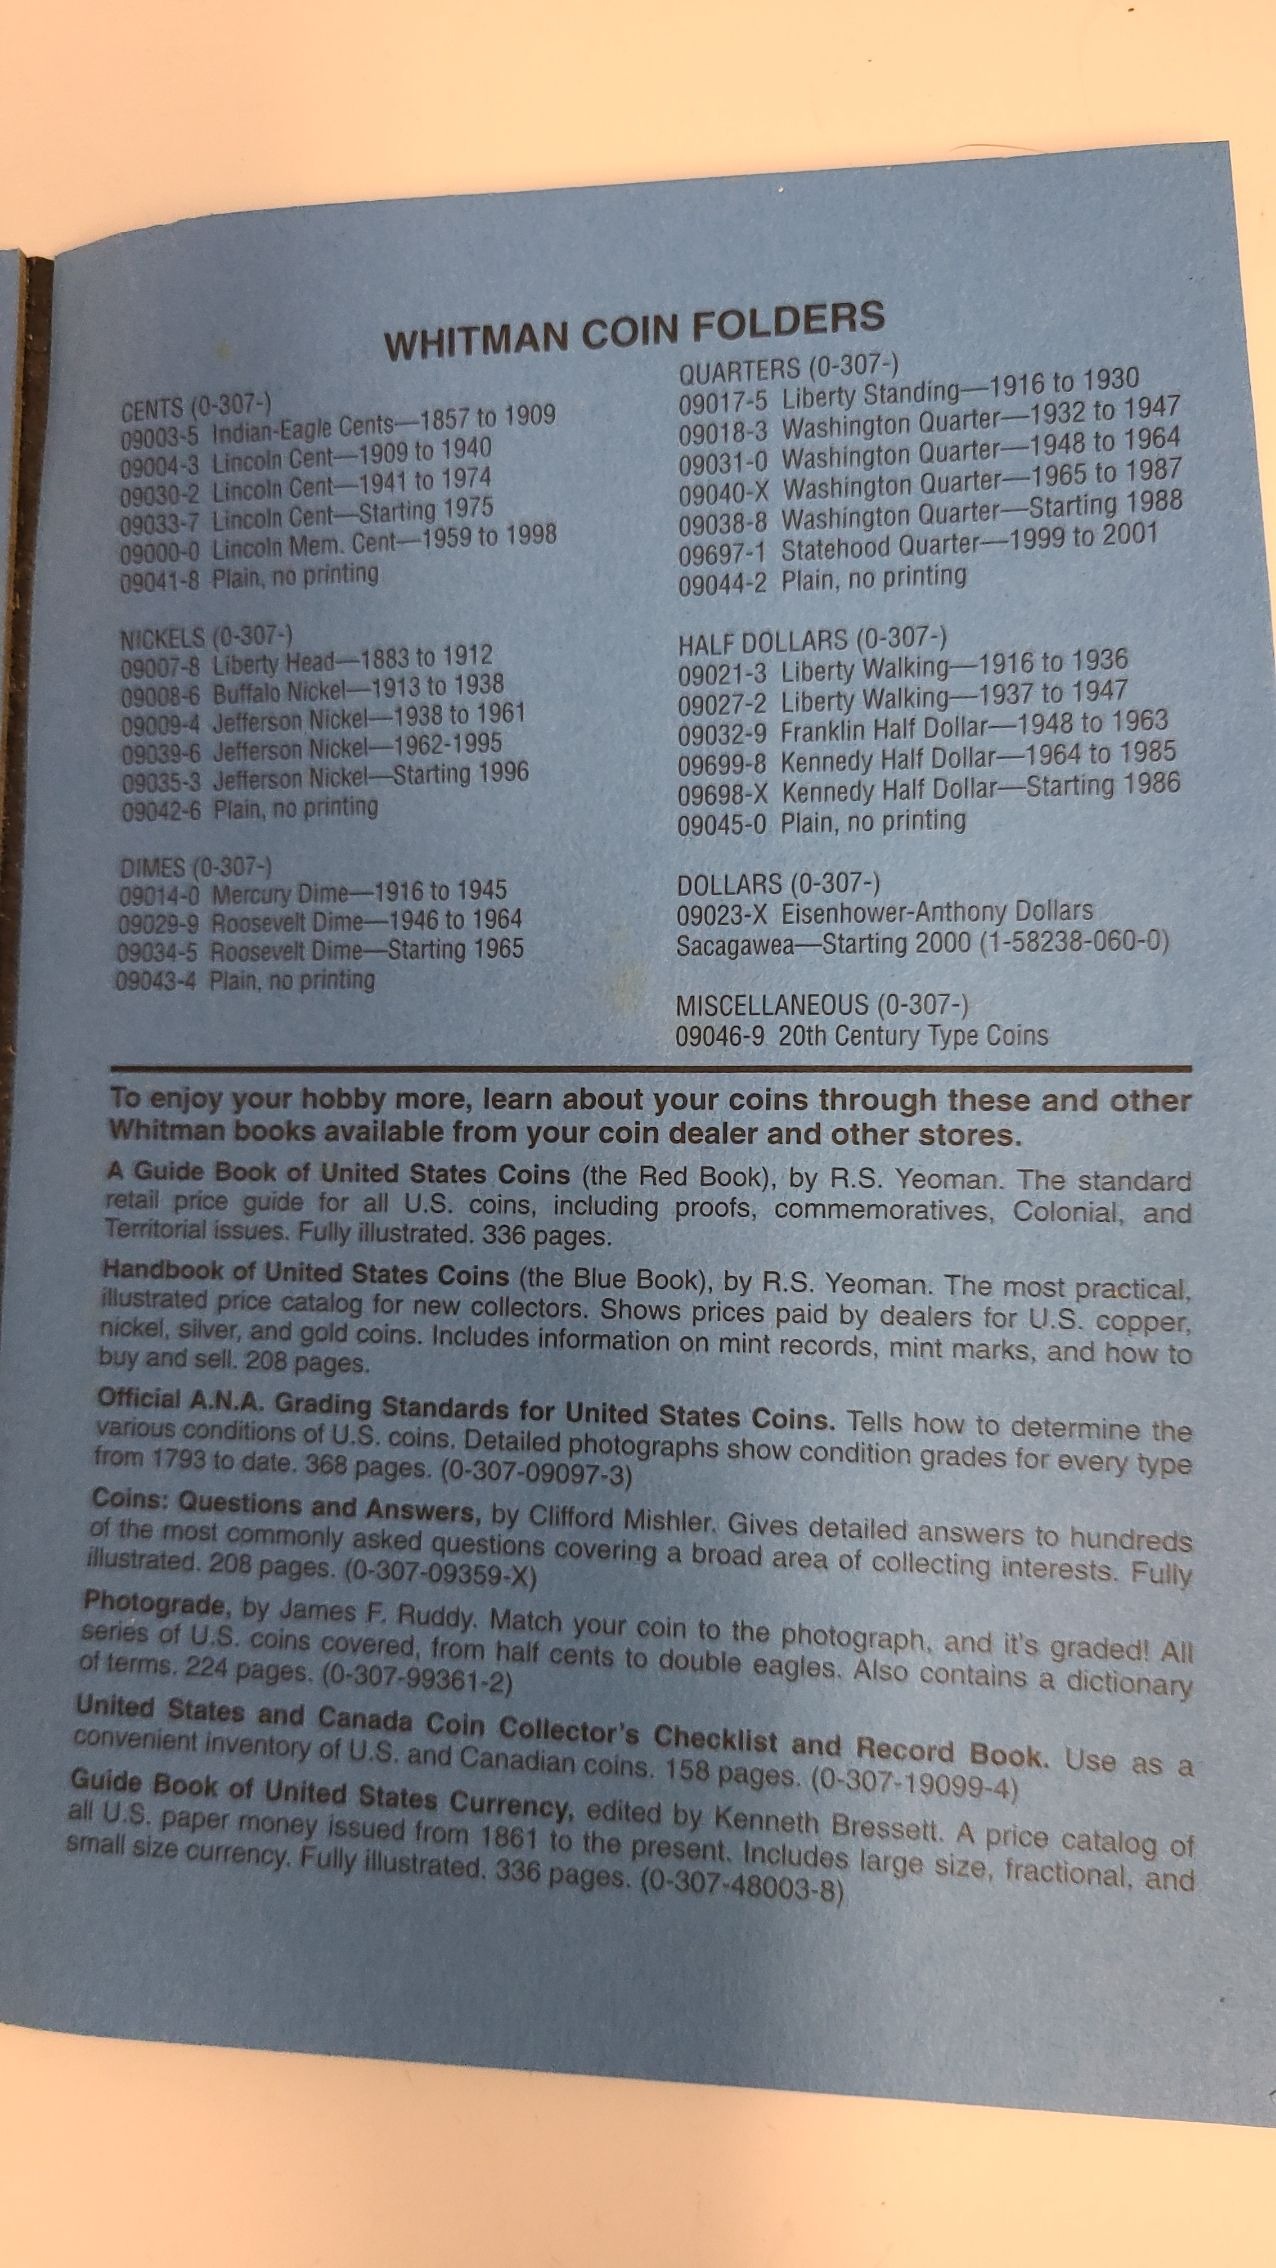 WHITMAN COIN FOLDERS
CENTS (0-307-)
09003-5 Indian-Eagle Cents—1857 to 1909
09004-3 Lincoln Cent—1909 to 1940
09030-2 Lincoln Cent—1941 to 1974
09033-7 Lincoln Cent—Starting 1975
09000-0 Lincoln Mem. Cent—1959 to 1998
09041-8 Plain, no printing
NICKELS (0-307-)
09007-8 Liberty Head—1883 to 1912
09008-6 Buffalo Nickel—1913 to 1938
09009-4 Jefferson Nickel—1938 to 1961
09039-6 Jefferson Nickel—1962-1995
09035-3 Jefferson Nickel—Starting 1996
09042-6 Plain, no printing
DIMES (0-307-)
09014-0 Mercury Dime—1916 to 1945
09029-9 Roosevelt Dime—1946 to 1964
09034-5 Roosevelt Dime—Starting 1965
09043-4 Plain, no printing
QUARTERS (0-307-)
09017-5 Liberty Standing—1916 to 1930
09018-3 Washington Quarter—1932 to 1947
09031-0 Washington Quarter—1948 to 1964
09040-X Washington Quarter—1965 to 1987
09038-8 Washington Quarter—Starting 1988
09697-1 Statehood Quarter—1999 to 2001
09044-2 Plain, no printing
HALF DOLLARS (0-307-)
09021-3 Liberty Walking—1916 to 1936
09027-2 Liberty Walking—1937 to 1947
09032-9 Franklin Half Dollar—1948 to 1963
09699-8 Kennedy Half Dollar—1964 to 1985
09698-X Kennedy Half Dollar—Starting 1986
09045-0 Plain, no printing
DOLLARS (0-307-)
09023-X Eisenhower-Anthony Dollars
Sacagawea—Starting 2000 (1-58238-060-0)
MISCELLANEOUS (0-307-)
09046-9 20th Century Type Coins
To enjoy your hobby more, learn about your coins through these and other
Whitman books available from your coin dealer and other stores.
A Guide Book of United States Coins (the Red Book), by R.S. Yeoman. The standard
retail price guide for all U.S. coins, including proofs, commemoratives, Colonial, and
Territorial issues. Fully illustrated. 336 pages.
Handbook of United States Coins (the Blue Book), by R.S. Yeoman. The most practical,
illustrated price catalog for new collectors. Shows prices paid by dealers for U.S. copper,
nickel, silver, and gold coins. Includes information on mint records, mint marks, and how to
buy and sell. 208 pages.
Official A.N.A. Grading Standards for United States Coins. Tells how to determine the
various conditions of U.S. coins. Detailed photographs show condition grades for every type
from 1793 to date. 368 pages. (0-307-09097-3)
Coins: Questions and Answers, by Clifford Mishler. Gives detailed answers to hundreds
of the most commonly asked questions covering a broad area of collecting interests. Fully
illustrated. 208 pages. (0-307-09359-X)
Photograde, by James F. Ruddy. Match your coin to the photograph, and it's graded! All
series of U.S. coins covered, from half cents to double eagles. Also contains a dictionary
of terms. 224 pages. (0-307-99361-2)
United States and Canada Coin Collector's Checklist and Record Book. Use as a
convenient inventory of U.S. and Canadian coins. 158 pages. (0-307-19099-4)
Guide Book of United States Currency, edited by Kenneth Bressett. A price catalog of
all U.S. paper money issued from 1861 to the present. Includes large size, fractional, and
small size currency. Fully illustrated. 336 pages. (0-307-48003-8)